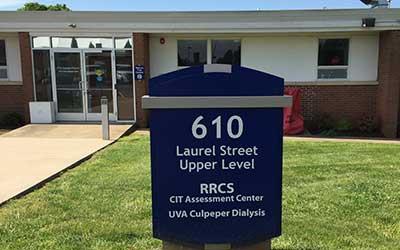 610
Laurel Street
Upper Level
RRCS
CIT Assessment Center
UVA Culpeper Dialysis